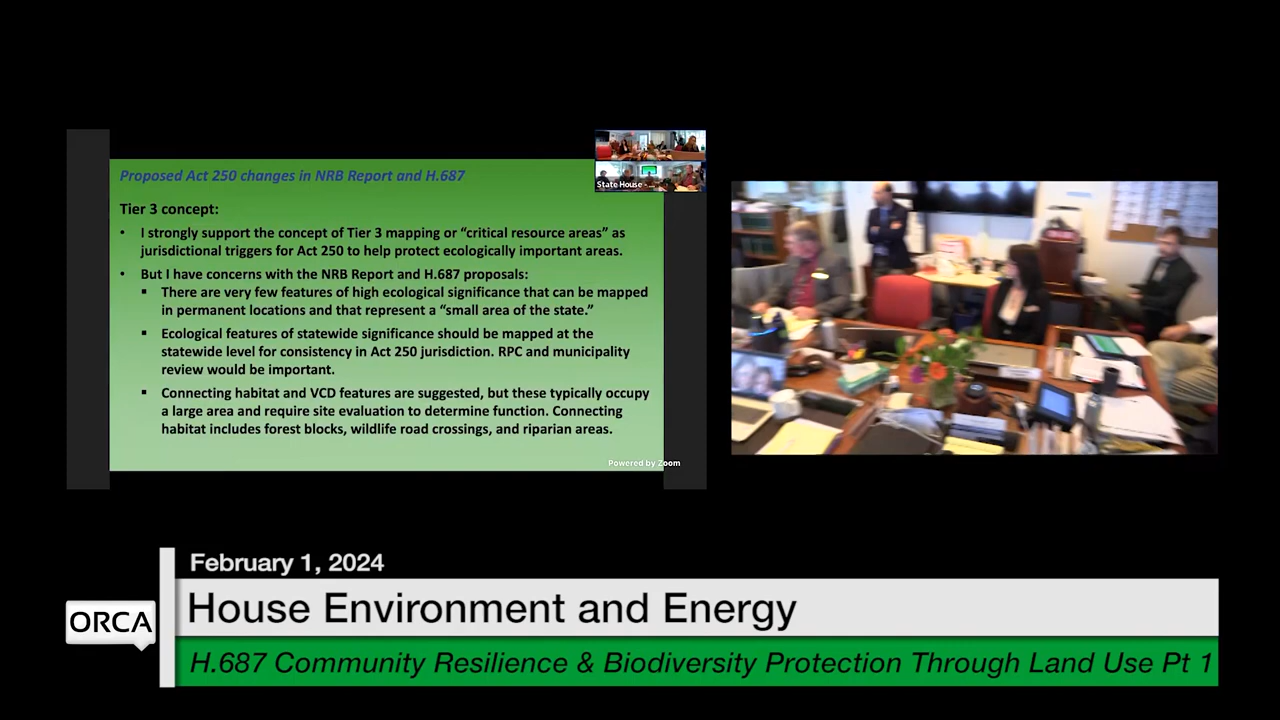 Proposed Act 250 changes in NRB Report and H.687
State House -
Tier 3 concept:
• I strongly support the concept of Tier 3 mapping or “critical resource areas” as
jurisdictional triggers for Act 250 to help protect ecologically important areas.
• But I have concerns with the NRB Report and H.687 proposals:
▪ There are very few features of high ecological significance that can be mapped
in permanent locations and that represent a “small area of the state.”
▪ Ecological features of statewide significance should be mapped at the
statewide level for consistency in Act 250 jurisdiction. RPC and municipality
review would be important.
▪ Connecting habitat and VCD features are suggested, but these typically occupy
a large area and require site evaluation to determine function. Connecting
habitat includes forest blocks, wildlife road crossings, and riparian areas.
Powered by Zoom
February 1, 2024
ORCA
House Environment and Energy
H.687 Community Resilience & Biodiversity Protection Through Land Use Pt 1